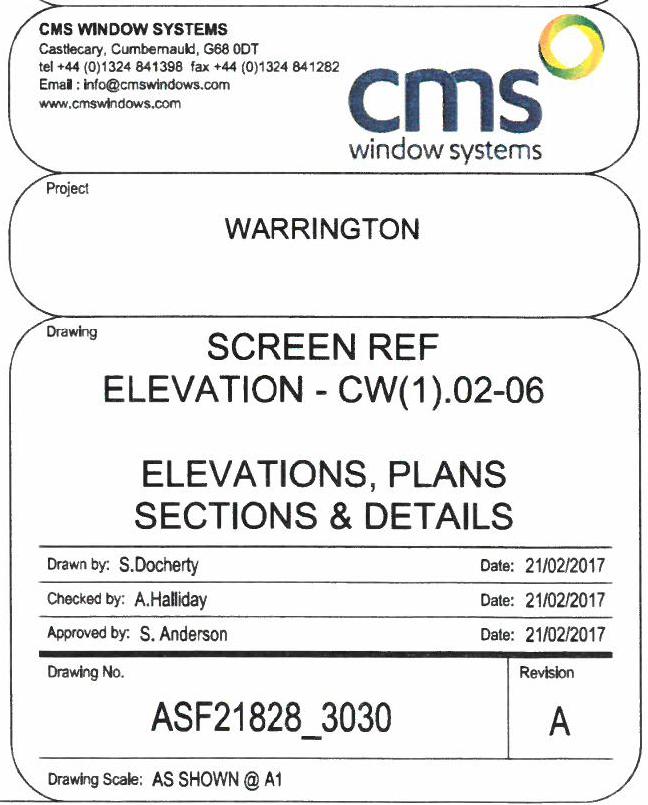 CMS WINDOW SYSTEMS
Castlecary, Cumbernauld, G68 0DT
tel +44 (0)1324 841398 fax +44 (0)1324 841282
Email : info@cmswindows.com
www.cmswindows.com
cms
window systems
Project
WARRINGTON
Drawing
SCREEN REF
ELEVATION - CW(1).02-06
ELEVATIONS, PLANS
SECTIONS & DETAILS
Drawn by: S.Docherty Date: 21/02/2017
Checked by: A.Halliday Date: 21/02/2017
Approved by: S. Anderson Date: 21/02/2017
Drawing No. Revision
ASF21828_3030 A
Drawing Scale: AS SHOWN @ A1